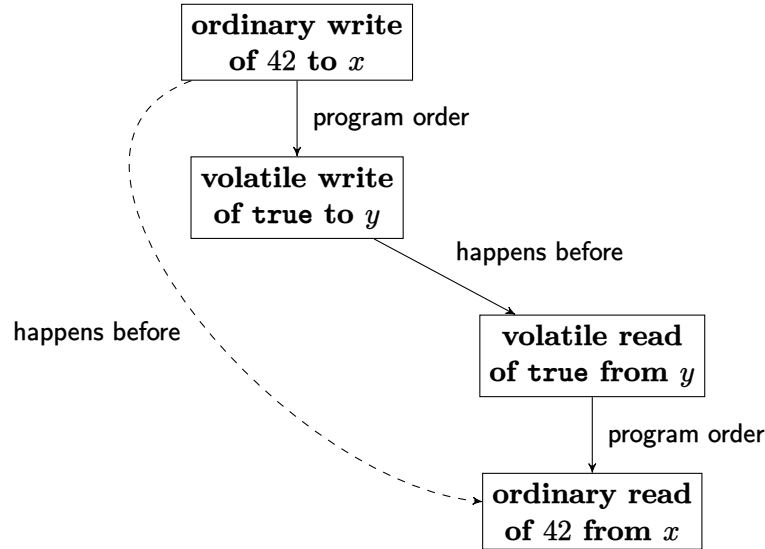 ordinary write
of 42 to x
program order
volatile write
of true to y
happens before
happens before
volatile read
of true from y
program order
ordinary read
of 42 from x